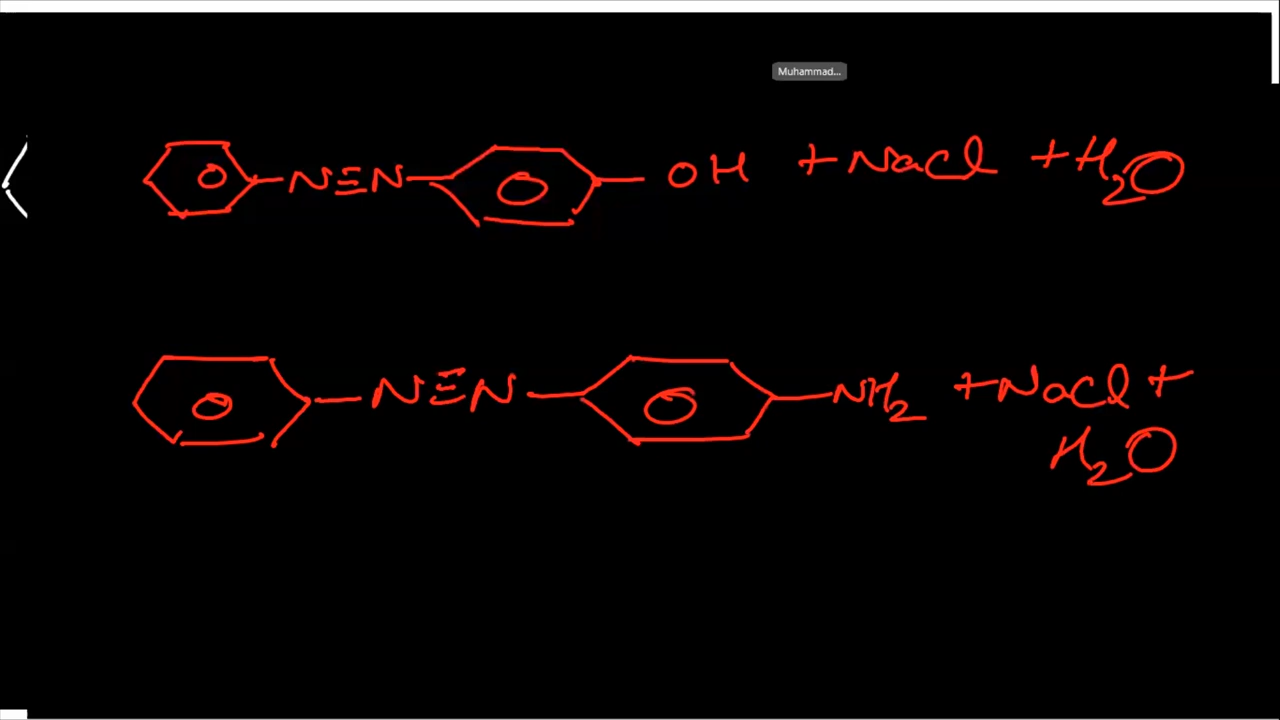 Muhammad...
N≡N OH + NaCl + H₂O
N≡N NH₂ + NaCl +
H₂O